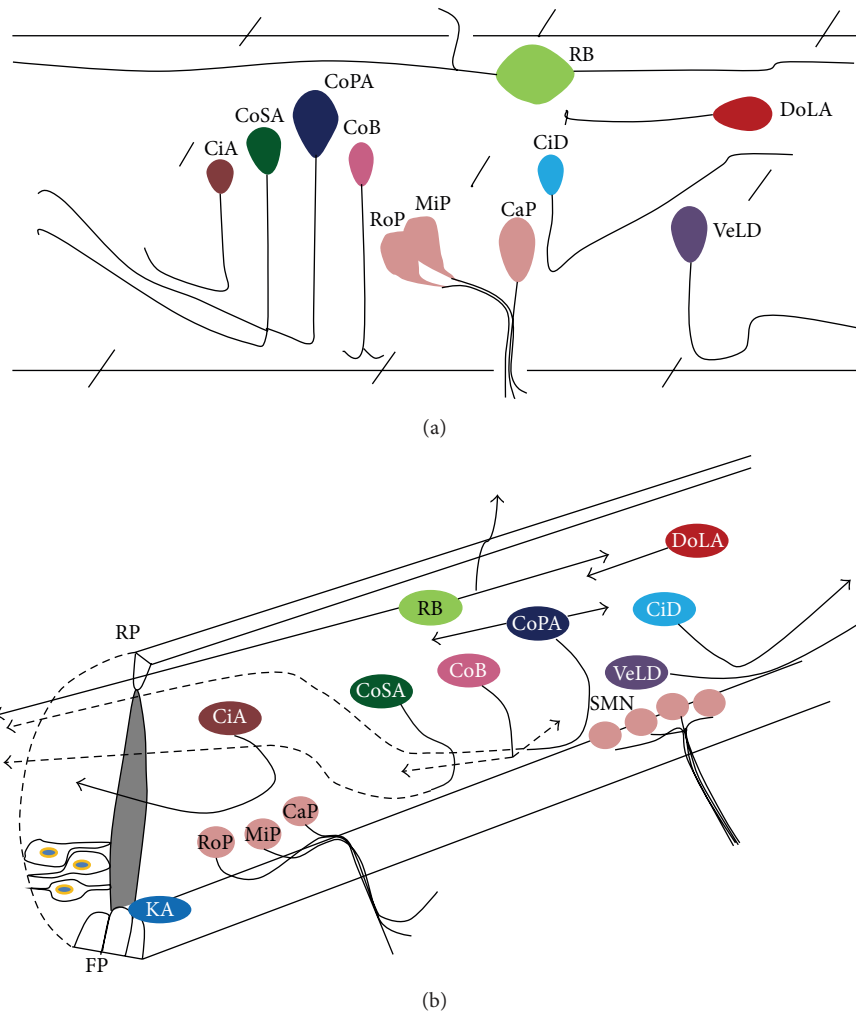 RB
CoPA
DoLA
CoSA
CoB
CiD
CiA
MiP
RoP
CaP
VeLD
(a)
DoLA
RB
CiD
CoPA
RP
CoB
VeLD
CoSA
SMN
CiA
CaP
MiP
RoP
KA
FP
(b)